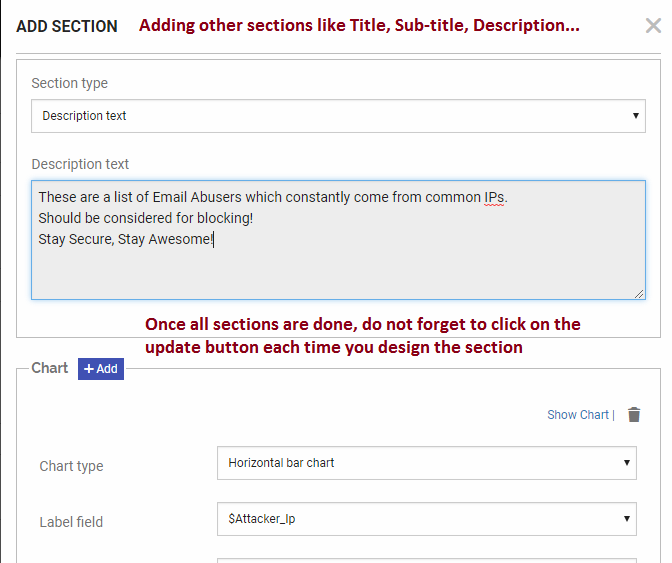 ADD SECTION Adding other sections like Title, Sub-title, Description...
Section type
Description text
Description text
These are a list of Email Abusers which constantly come from common IPs.
Should be considered for blocking!
Stay Secure, Stay Awesome!
Once all sections are done, do not forget to click on the
update button each time you design the section
Chart + Add
Show Chart |
Chart type Horizontal bar chart
Label field $Attacker_Ip